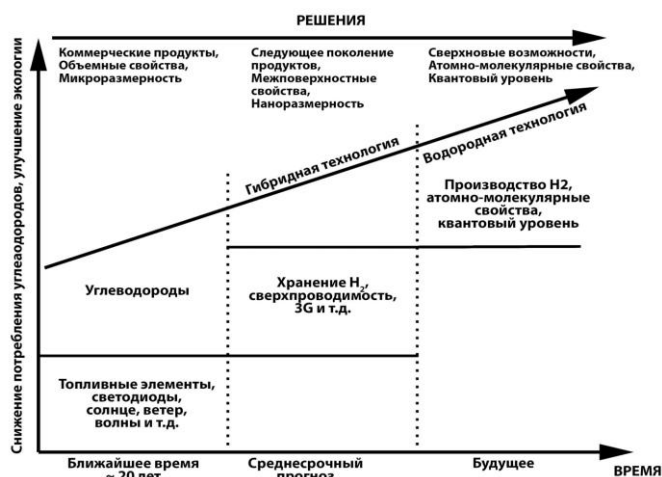 РЕШЕНИЯ
Коммерческие продукты,
Объемные свойства,
Микроразмерность
Следующее поколение
продуктов,
Межповерхностные
свойства,
Наноразмерность
Сверхновые возможности,
Атомно-молекулярные свойства,
Квантовый уровень
Снижение потребления углеаодородов, улучшение экологии
Гибридная технология
Водородная технология
Производство H2,
атомно-молекулярные
свойства,
квантовый уровень
Углеводороды
Хранение H2,
сверхпроводимость,
3G и т.д.
Топливные элементы,
светодиоды,
солнце, ветер,
волны и т.д.
Ближайшее время
~ 20 лет
Среднесрочный
прогноз
Будущее
ВРЕМЯ